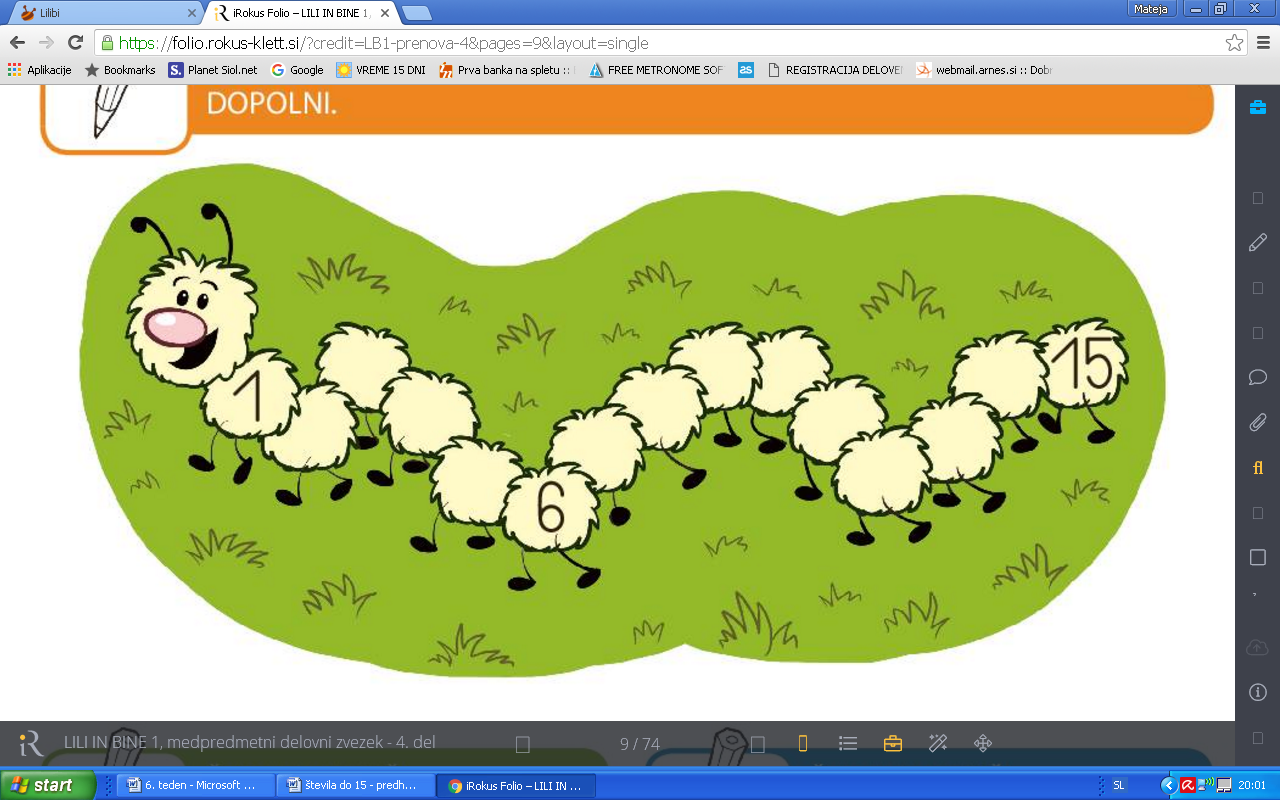 Lilibi
iRokus Folio – LILI IN BINE 1,
Mateja
https://folio.rokus-klett.si/?credit=LB1-prenova-4&pages=9&layout=single
Aplikacije
Bookmarks
Planet Siol.net
Google
VREME 15 DNI
Prva banka na spletu ::
FREE METRONOME SOF
REGISTRACIJA DELOVE
webmail.arnes.si :: Dobr
DOPOLNI.
1
6
15
fl
iR
LILI IN BINE 1, medpredmetni delovni zvezek - 4. del
9 / 74
start
6. teden - Microsoft ...
števila do 15 - predh...
iRokus Folio – LILI IN ...
SL
20:01